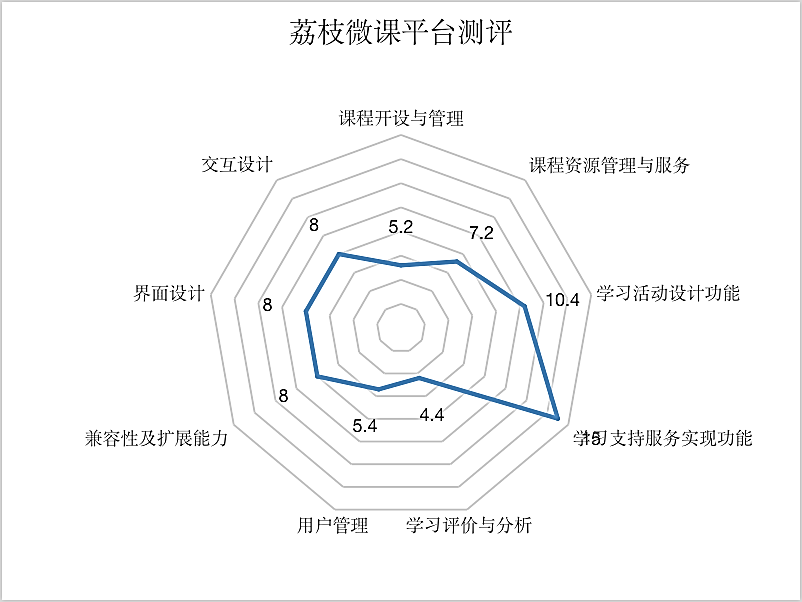 荔枝微课平台测评
课程开设与管理
交互设计
课程资源管理与服务
8
5.2
7.2
界面设计
8
10.4
学习活动设计功能
8
5.4
4.4
兼容性及扩展能力
15
学习支持服务实现功能
用户管理
学习评价与分析